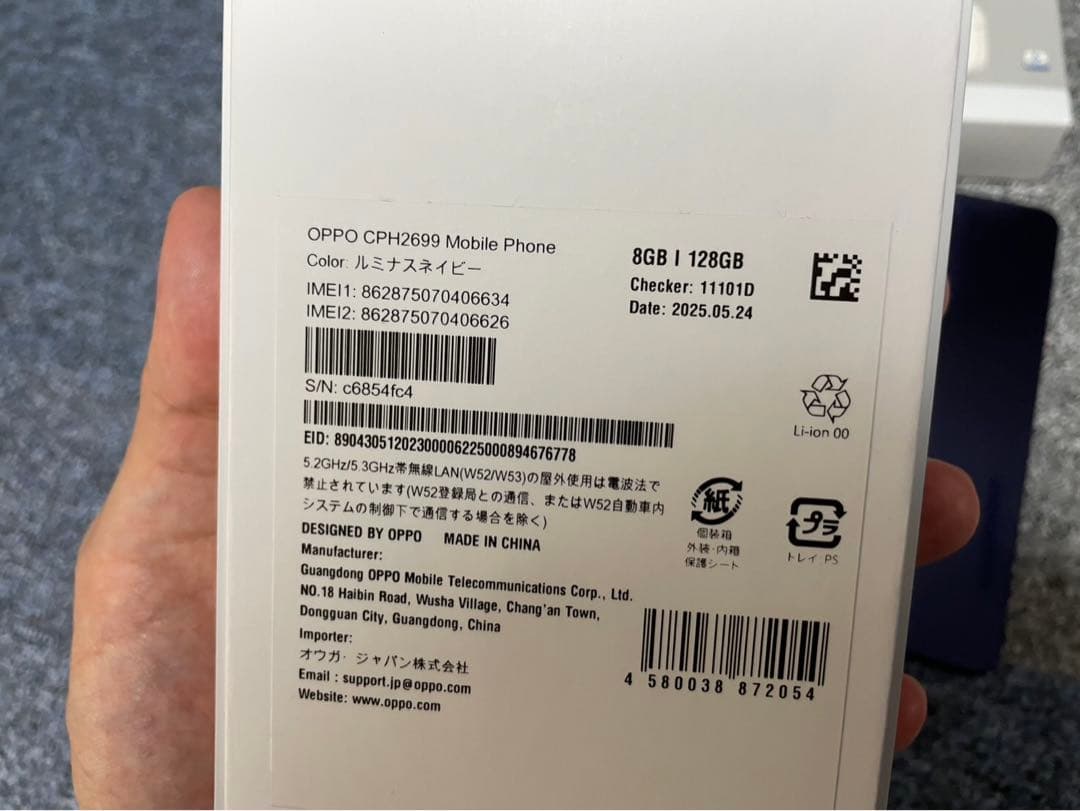 OPPO CPH2699 Mobile Phone
Color: ルミナスネイビー
IMEI1: 862875070406634
IMEI2: 862875070406626
S/N: c6854fc4
EID: 89043051202300006225000894676778
5.2GHz/5.3GHz帯無線LAN(W52/W53)の屋外使用は電波法で
禁止されています(W52登録局との通信、またはW52自動車内
システムの制御下で通信する場合を除く)
DESIGNED BY OPPO MADE IN CHINA
Manufacturer:
Guangdong OPPO Mobile Telecommunications Corp., Ltd.
NO.18 Haibin Road, Wusha Village, Chang'an Town,
Dongguan City, Guangdong, China
Importer:
オウガ・ジャパン株式会社
Email : support.jp@oppo.com
Website: www.oppo.com
8GB | 128GB
Checker: 11101D
Date: 2025.05.24
Li-ion 00
紙
個装箱
外装・内箱
保護シート
プラ
トレイ PS
4 580038 872054